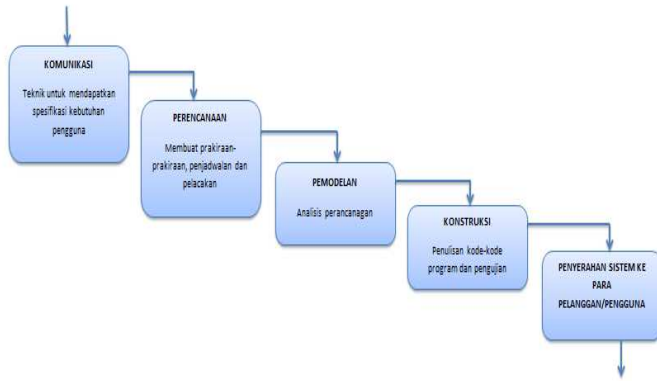 KOMUNIKASI
Teknik untuk mendapatkan
spesifikasi kebutuhan
pengguna
PERENCANAAN
Membuat prakiraan-
prakiraan, penjadwalan dan
pelacakan
PEMODELAN
Analisis perancanagan
KONSTRUKSI
Penulisan kode-kode
program dan pengujian
PENYERAHAN SISTEM KE
PARA
PELANGGAN/PENGGUNA